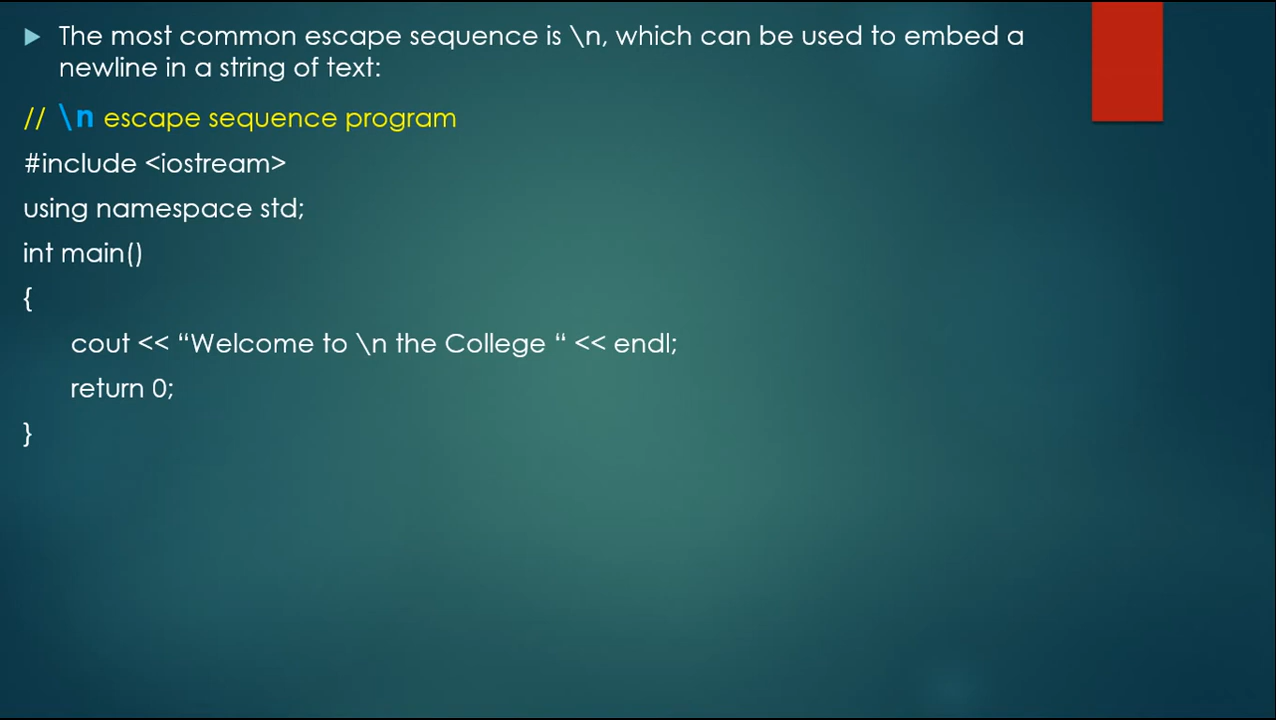 The most common escape sequence is \n, which can be used to embed a
newline in a string of text:
// \n escape sequence program
#include <iostream>
using namespace std;
int main()
{
cout << “Welcome to \n the College “ << endl;
return 0;
}